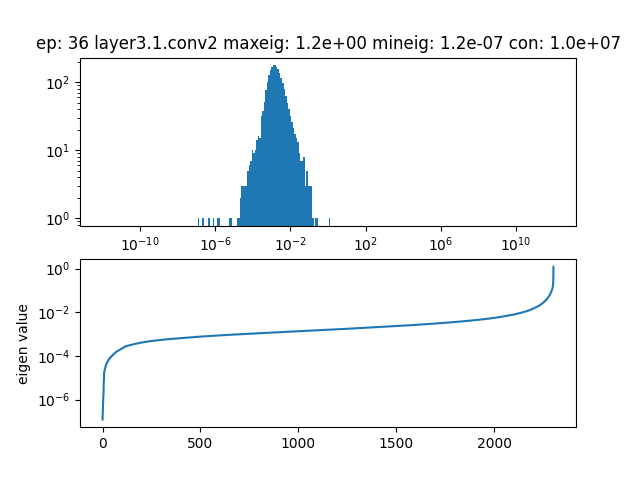 ep: 36 layer3.1.conv2 maxeig: 1.2e+00 mineig: 1.2e-07 con: 1.0e+07
10²
10¹
10⁰
10⁻¹⁰ 10⁻⁶ 10⁻² 10² 10⁶ 10¹⁰
10⁰
10⁻²
10⁻⁴
10⁻⁶
eigen value
0 500 1000 1500 2000